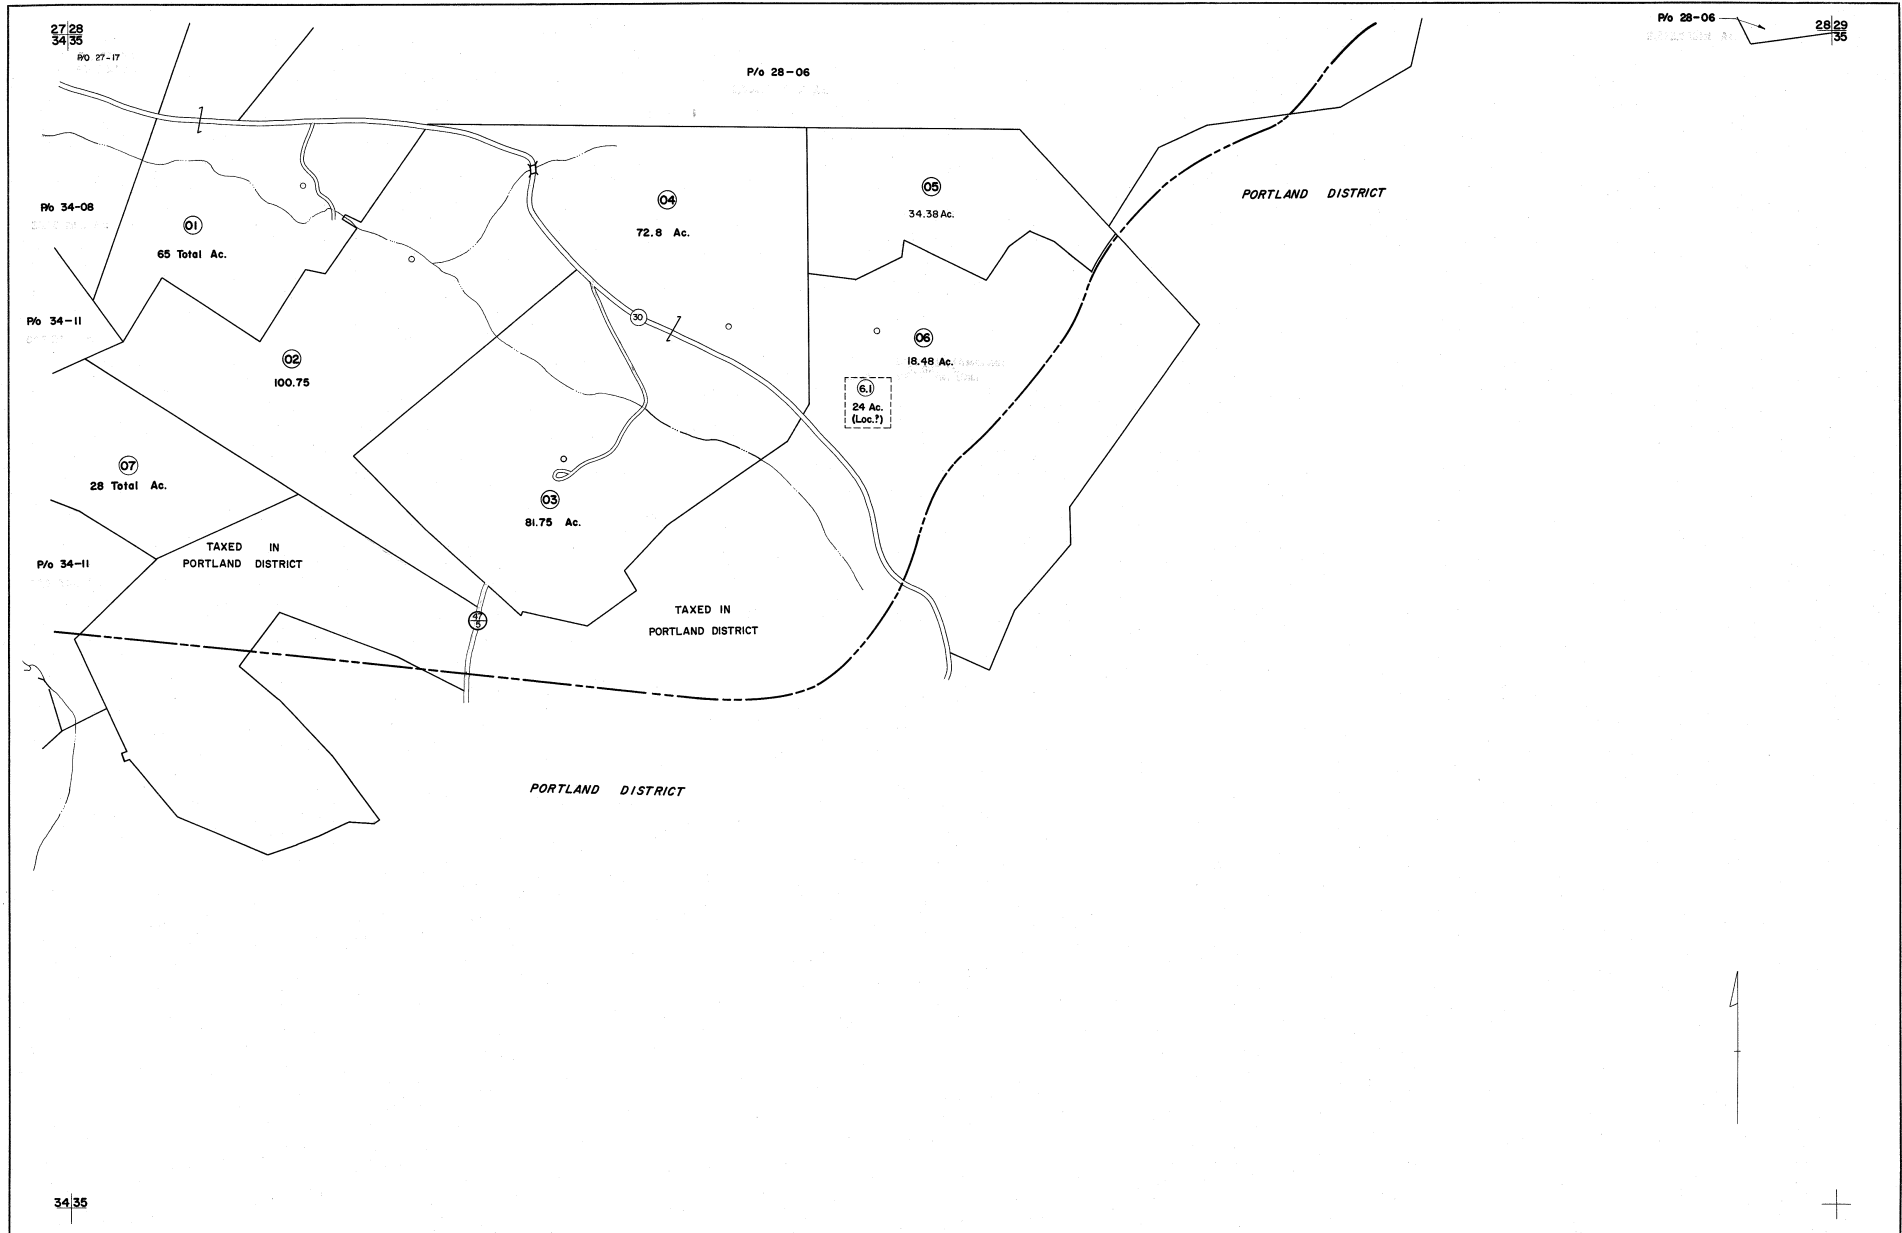 27 28
34 35
P/O 27-17
P/o 28-06
P/o 28-06
28 29
35
P/o 34-08
01
65 Total Ac.
04
72.8 Ac.
05
34.38 Ac.
PORTLAND DISTRICT
P/o 34-11
02
100.75
30
06
18.48 Ac.
6.1
24 Ac.
(Loc.?)
07
28 Total Ac.
03
81.75 Ac.
TAXED IN
PORTLAND DISTRICT
P/o 34-11
47
5
TAXED IN
PORTLAND DISTRICT
PORTLAND DISTRICT
34 35